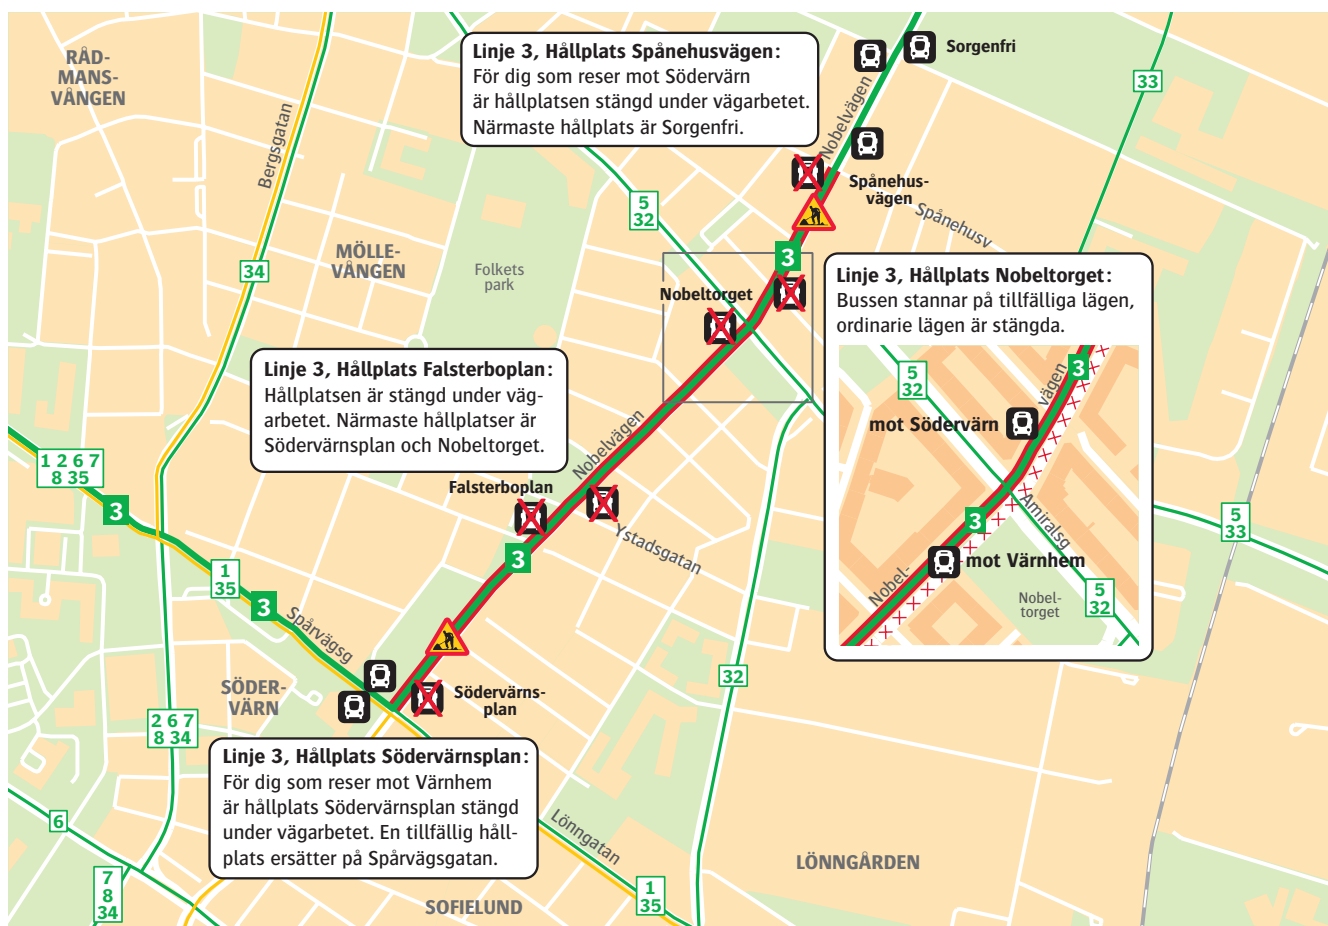 RÅD-
MANS-
VÅNGEN
Bergsgatan
Linje 3, Hållplats Spånehusvägen:
För dig som reser mot Södervärn
är hållplatsen stängd under vägarbetet.
Närmaste hållplats är Sorgenfri.
Nobelvägen
Sorgenfri
33
Spånehus-
vägen
Spånehusv
5
32
34
MÖLLE-
VÅNGEN
Folkets
park
3
Nobeltorget
Linje 3, Hållplats Nobeltorget:
Bussen stannar på tillfälliga lägen,
ordinarie lägen är stängda.
5
32
vägen
3
mot Södervärn
Amiralsg
3
mot Värnhem
Nobel-
Nobel-
torget
5
32
Linje 3, Hållplats Falsterboplan:
Hållplatsen är stängd under väg-
arbetet. Närmaste hållplatser är
Södervärnsplan och Nobeltorget.
Nobelvägen
Falsterboplan
Ystadsgatan
3
1 2 6 7
8 35
3
1
35
3
Spårvägsg
5
33
32
SÖDER-
VÄRN
Södervärns-
plan
2 6 7
8 34
Linje 3, Hållplats Södervärnsplan:
För dig som reser mot Värnhem
är hållplats Södervärnsplan stängd
under vägarbetet. En tillfällig håll-
plats ersätter på Spårvägsgatan.
6
7
8
34
Lönngatan
1
35
LÖNNGÅRDEN
SOFIELUND